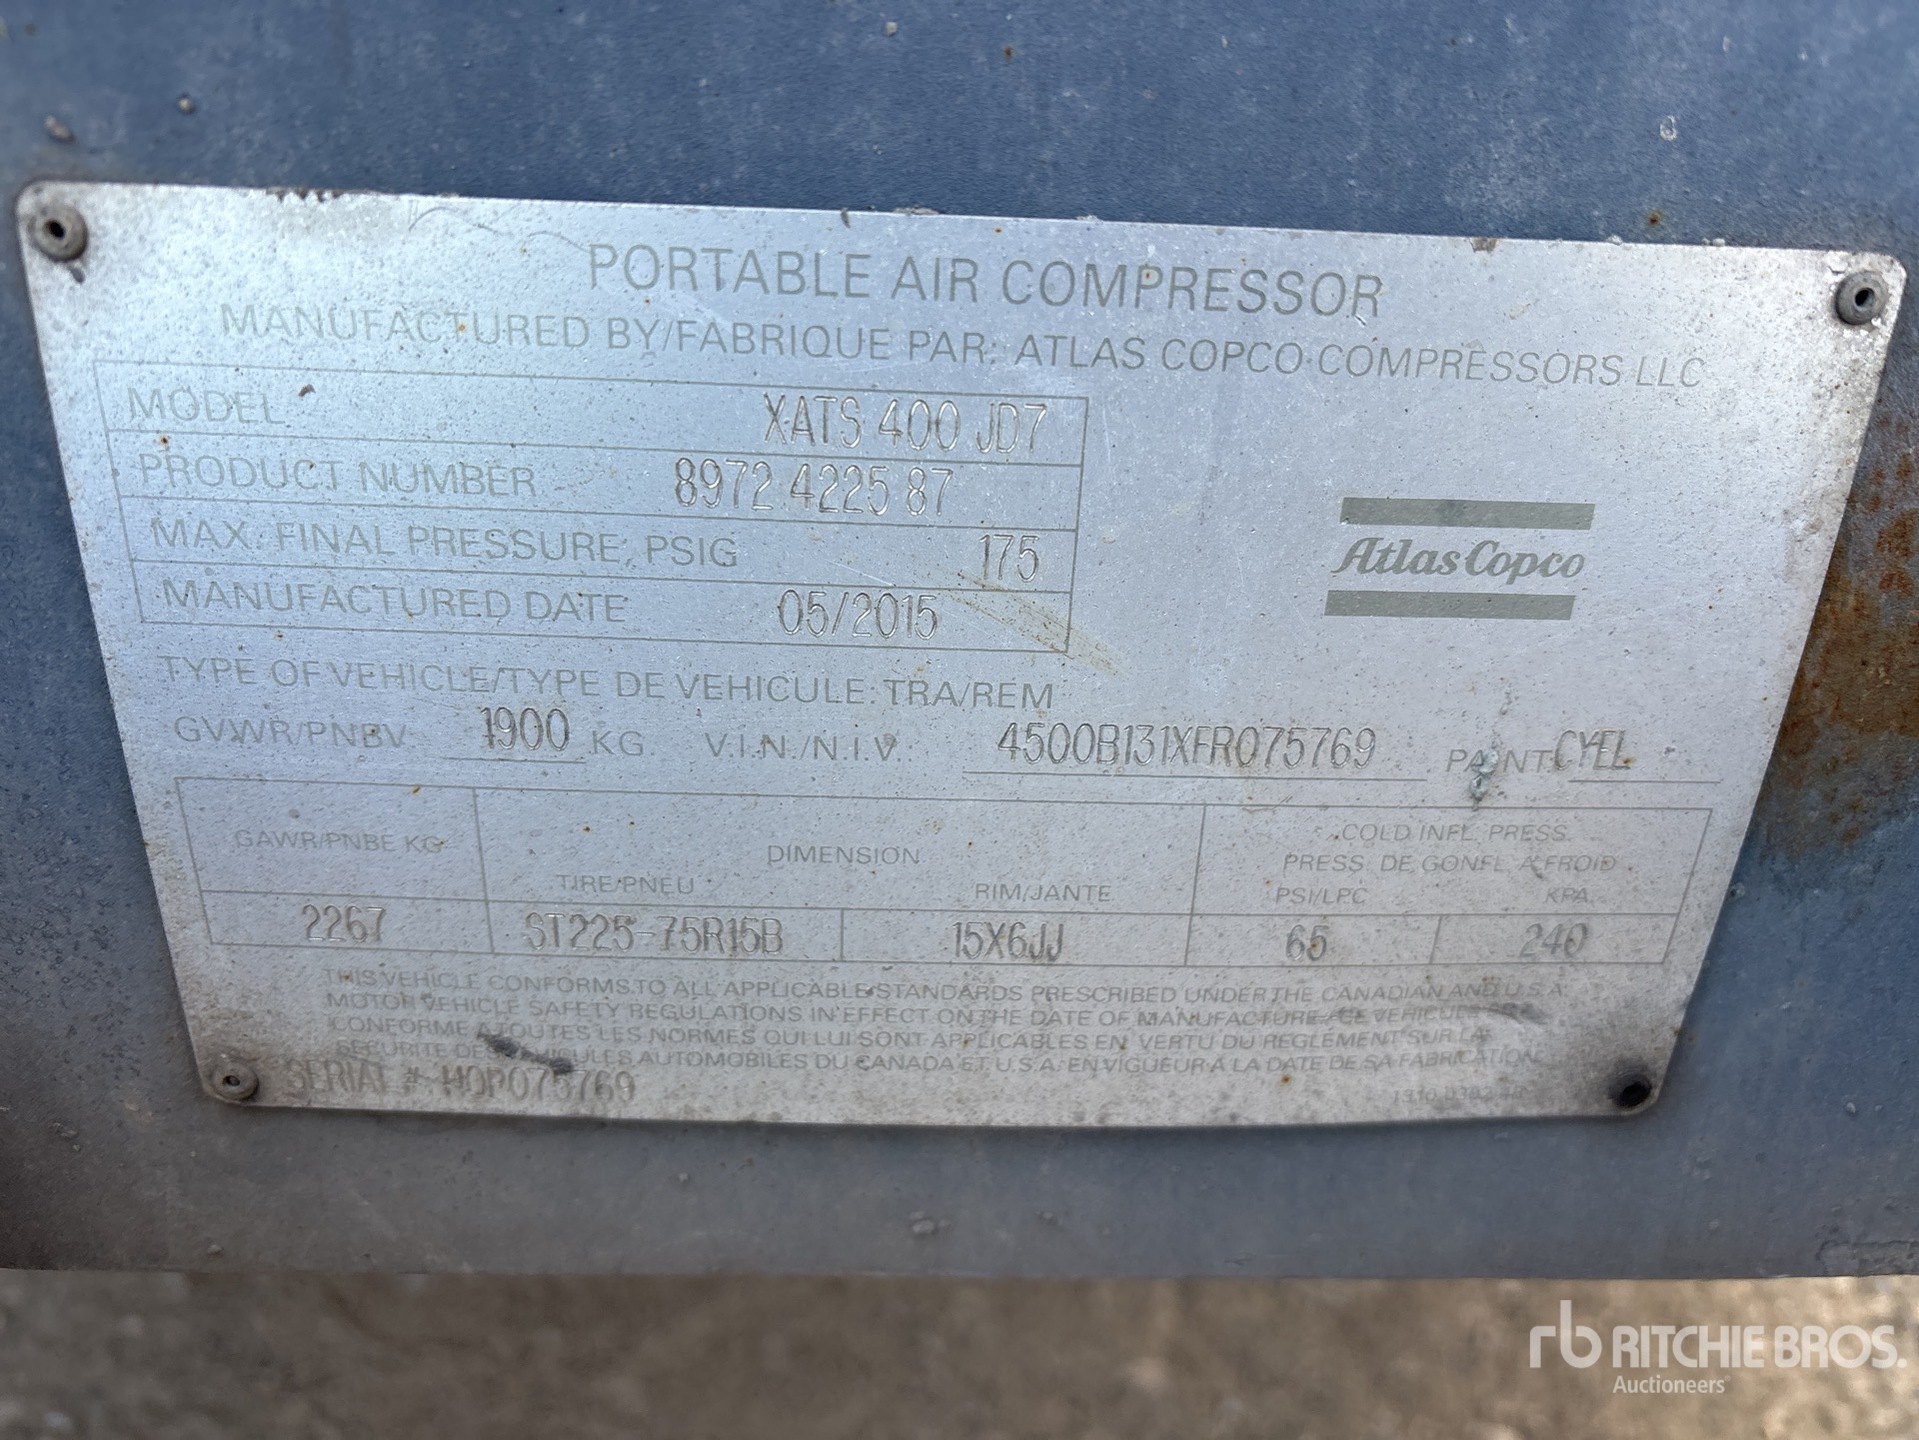 PORTABLE AIR COMPRESSOR
MANUFACTURED BY/FABRIQUE PAR: ATLAS COPCO COMPRESSORS LLC
MODEL XATS 400 JD7
PRODUCT NUMBER 8972 4225 87
MAX. FINAL PRESSURE, PSIG 175
MANUFACTURED DATE 05/2015
Atlas Copco
TYPE OF VEHICLE/TYPE DE VEHICULE: TRA/REM
GVWR/PNBV 1900 KG V.I.N./N.I.V.: 4500B131XFR075769 PAINT: CYEL
GAWR/PNBE KG DIMENSION COLD INFL. PRESS.
PRESS. DE GONFL. A FROID
TIRE/PNEU RIM/JANTE PSI/LPC KPA
2267 ST225-75R15B 15X6JJ 65 240
THIS VEHICLE CONFORMS TO ALL APPLICABLE STANDARDS PRESCRIBED UNDER THE CANADIAN AND U.S.A.
MOTOR VEHICLE SAFETY REGULATIONS IN EFFECT ON THE DATE OF MANUFACTURE
CONFORME A TOUTES LES NORMES QUI LUI SONT APPLICABLES EN VERTU DU REGLEMENT SUR LA
SECURITE DES VEHICULES AUTOMOBILES DU CANADA ET U.S.A. EN VIGUEUR A LA DATE DE SA FABRICATION
SERIAL # HOP075769
rb RITCHIE BROS.
Auctioneers